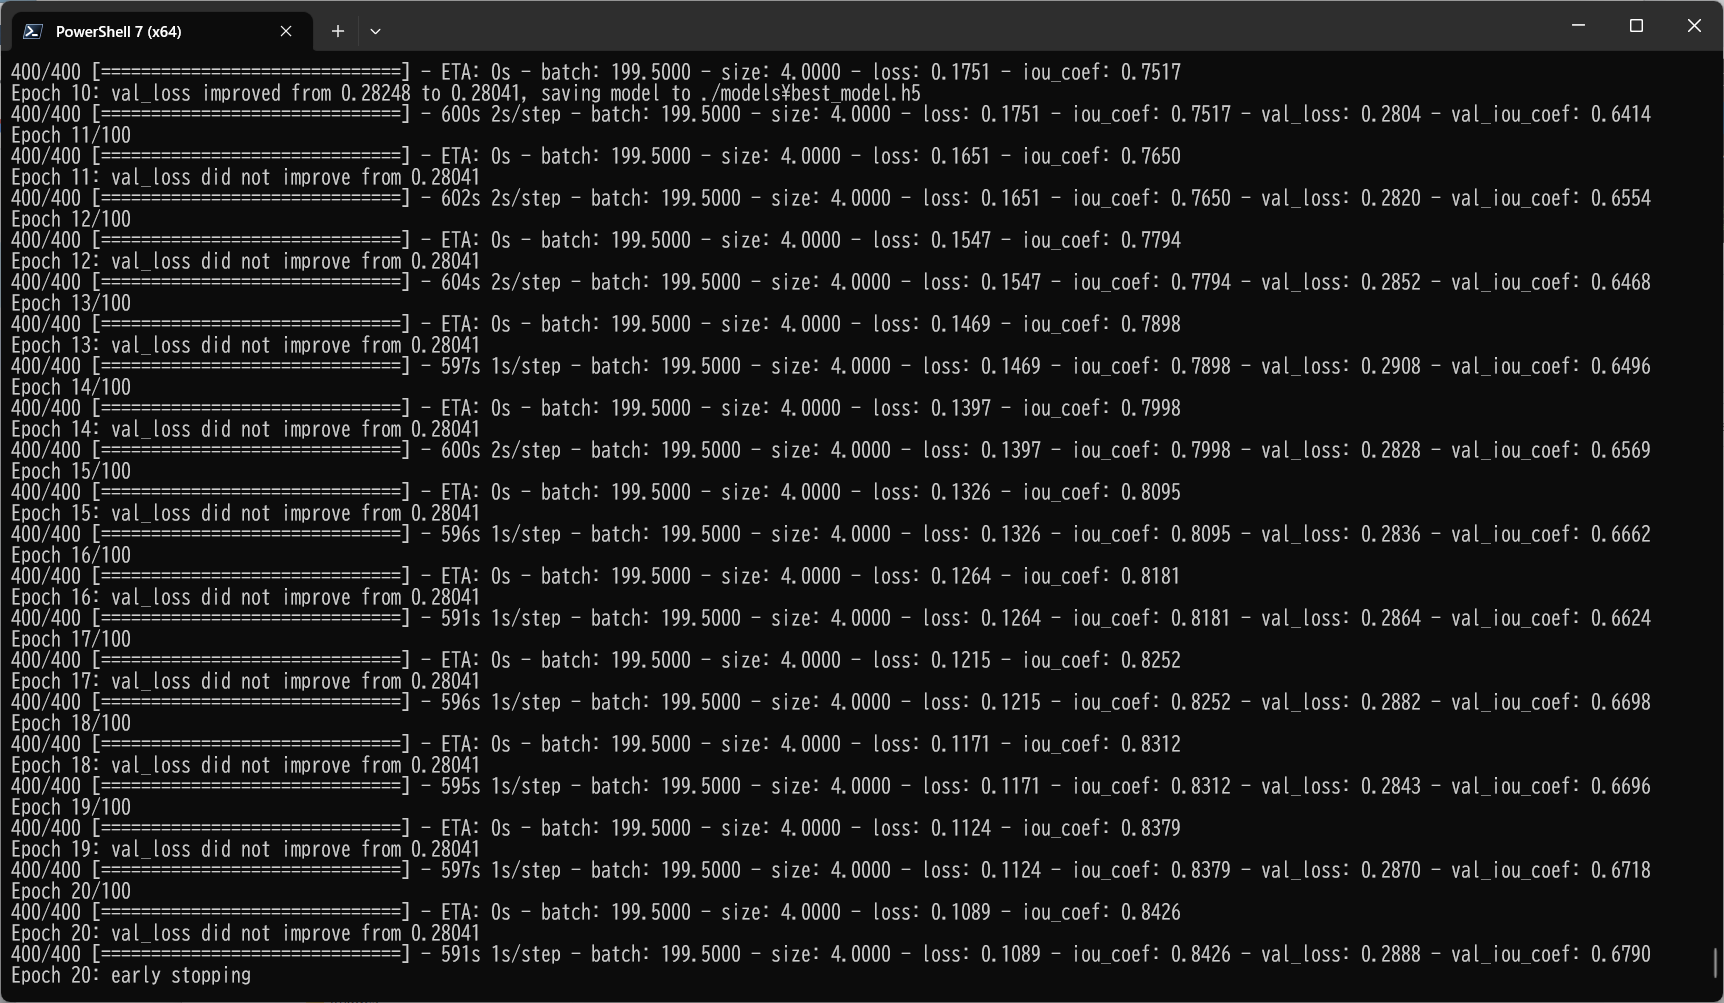 PowerShell 7 (x64)
400/400 [==============================] - ETA: 0s - batch: 199.5000 - size: 4.0000 - loss: 0.1751 - iou_coef: 0.7517
Epoch 10: val_loss improved from 0.28248 to 0.28041, saving model to ./models¥best_model.h5
400/400 [==============================] - 600s 2s/step - batch: 199.5000 - size: 4.0000 - loss: 0.1751 - iou_coef: 0.7517 - val_loss: 0.2804 - val_iou_coef: 0.6414
Epoch 11/100
400/400 [==============================] - ETA: 0s - batch: 199.5000 - size: 4.0000 - loss: 0.1651 - iou_coef: 0.7650
Epoch 11: val_loss did not improve from 0.28041
400/400 [==============================] - 602s 2s/step - batch: 199.5000 - size: 4.0000 - loss: 0.1651 - iou_coef: 0.7650 - val_loss: 0.2820 - val_iou_coef: 0.6554
Epoch 12/100
400/400 [==============================] - ETA: 0s - batch: 199.5000 - size: 4.0000 - loss: 0.1547 - iou_coef: 0.7794
Epoch 12: val_loss did not improve from 0.28041
400/400 [==============================] - 604s 2s/step - batch: 199.5000 - size: 4.0000 - loss: 0.1547 - iou_coef: 0.7794 - val_loss: 0.2852 - val_iou_coef: 0.6468
Epoch 13/100
400/400 [==============================] - ETA: 0s - batch: 199.5000 - size: 4.0000 - loss: 0.1469 - iou_coef: 0.7898
Epoch 13: val_loss did not improve from 0.28041
400/400 [==============================] - 597s 1s/step - batch: 199.5000 - size: 4.0000 - loss: 0.1469 - iou_coef: 0.7898 - val_loss: 0.2908 - val_iou_coef: 0.6496
Epoch 14/100
400/400 [==============================] - ETA: 0s - batch: 199.5000 - size: 4.0000 - loss: 0.1397 - iou_coef: 0.7998
Epoch 14: val_loss did not improve from 0.28041
400/400 [==============================] - 600s 2s/step - batch: 199.5000 - size: 4.0000 - loss: 0.1397 - iou_coef: 0.7998 - val_loss: 0.2828 - val_iou_coef: 0.6569
Epoch 15/100
400/400 [==============================] - ETA: 0s - batch: 199.5000 - size: 4.0000 - loss: 0.1326 - iou_coef: 0.8095
Epoch 15: val_loss did not improve from 0.28041
400/400 [==============================] - 596s 1s/step - batch: 199.5000 - size: 4.0000 - loss: 0.1326 - iou_coef: 0.8095 - val_loss: 0.2836 - val_iou_coef: 0.6662
Epoch 16/100
400/400 [==============================] - ETA: 0s - batch: 199.5000 - size: 4.0000 - loss: 0.1264 - iou_coef: 0.8181
Epoch 16: val_loss did not improve from 0.28041
400/400 [==============================] - 591s 1s/step - batch: 199.5000 - size: 4.0000 - loss: 0.1264 - iou_coef: 0.8181 - val_loss: 0.2864 - val_iou_coef: 0.6624
Epoch 17/100
400/400 [==============================] - ETA: 0s - batch: 199.5000 - size: 4.0000 - loss: 0.1215 - iou_coef: 0.8252
Epoch 17: val_loss did not improve from 0.28041
400/400 [==============================] - 596s 1s/step - batch: 199.5000 - size: 4.0000 - loss: 0.1215 - iou_coef: 0.8252 - val_loss: 0.2882 - val_iou_coef: 0.6698
Epoch 18/100
400/400 [==============================] - ETA: 0s - batch: 199.5000 - size: 4.0000 - loss: 0.1171 - iou_coef: 0.8312
Epoch 18: val_loss did not improve from 0.28041
400/400 [==============================] - 595s 1s/step - batch: 199.5000 - size: 4.0000 - loss: 0.1171 - iou_coef: 0.8312 - val_loss: 0.2843 - val_iou_coef: 0.6696
Epoch 19/100
400/400 [==============================] - ETA: 0s - batch: 199.5000 - size: 4.0000 - loss: 0.1124 - iou_coef: 0.8379
Epoch 19: val_loss did not improve from 0.28041
400/400 [==============================] - 597s 1s/step - batch: 199.5000 - size: 4.0000 - loss: 0.1124 - iou_coef: 0.8379 - val_loss: 0.2870 - val_iou_coef: 0.6718
Epoch 20/100
400/400 [==============================] - ETA: 0s - batch: 199.5000 - size: 4.0000 - loss: 0.1089 - iou_coef: 0.8426
Epoch 20: val_loss did not improve from 0.28041
400/400 [==============================] - 591s 1s/step - batch: 199.5000 - size: 4.0000 - loss: 0.1089 - iou_coef: 0.8426 - val_loss: 0.2888 - val_iou_coef: 0.6790
Epoch 20: early stopping